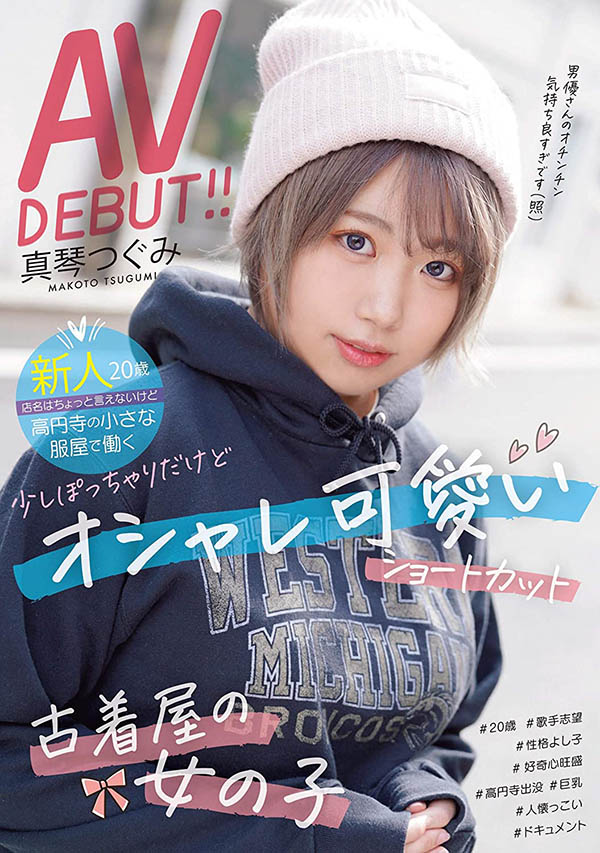 AV
DEBUT!!
真琴つぐみ
MAKOTO TSUGUMI
男優さんのオチンチン
気持ち良すぎです(照)
新人20歳
店名はちょっと言えないけど
高円寺の小さな
服屋で働く
少しぽっちゃりだけど
オシャレ可愛い
ショートカット
WESTERN
MICHIGAN
BRONCOS
古着屋の
女の子
#20歳 #歌手志望
#性格よし子
#好奇心旺盛
#高円寺出没 #巨乳
#人懐っこい
#ドキュメント